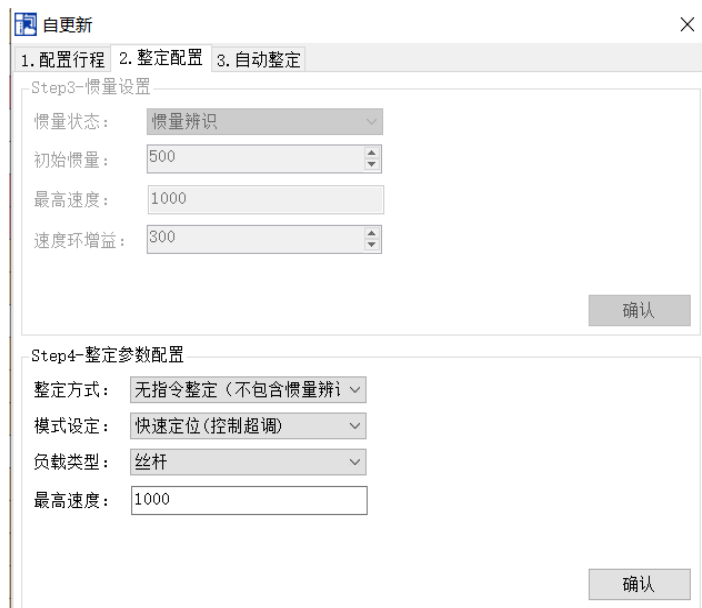 自更新
1.配置行程 2.整定配置 3.自动整定
Step3-惯量设置
惯量状态： 惯量辨识
初始惯量： 500
最高速度： 1000
速度环增益： 300
确认
Step4-整定参数配置
整定方式： 无指令整定（不包含惯量辨
模式设定： 快速定位(控制超调)
负载类型： 丝杆
最高速度： 1000
确认